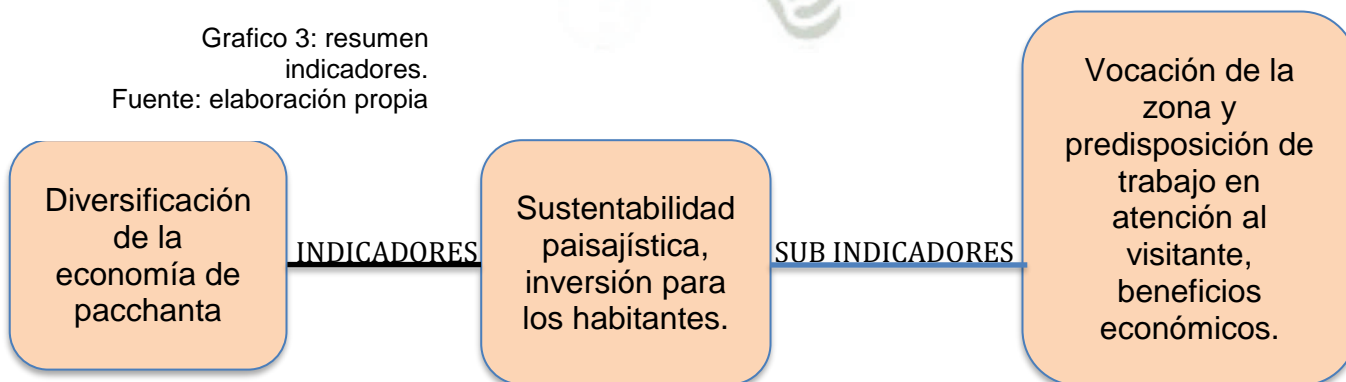 Grafico 3: resumen
indicadores.
Fuente: elaboración propia
Diversificación
de la
economía de
pacchanta
INDICADORES
Sustentabilidad
paisajística,
inversión para
los habitantes.
SUB INDICADORES
Vocación de la
zona y
predisposición de
trabajo en
atención al
visitante,
beneficios
económicos.